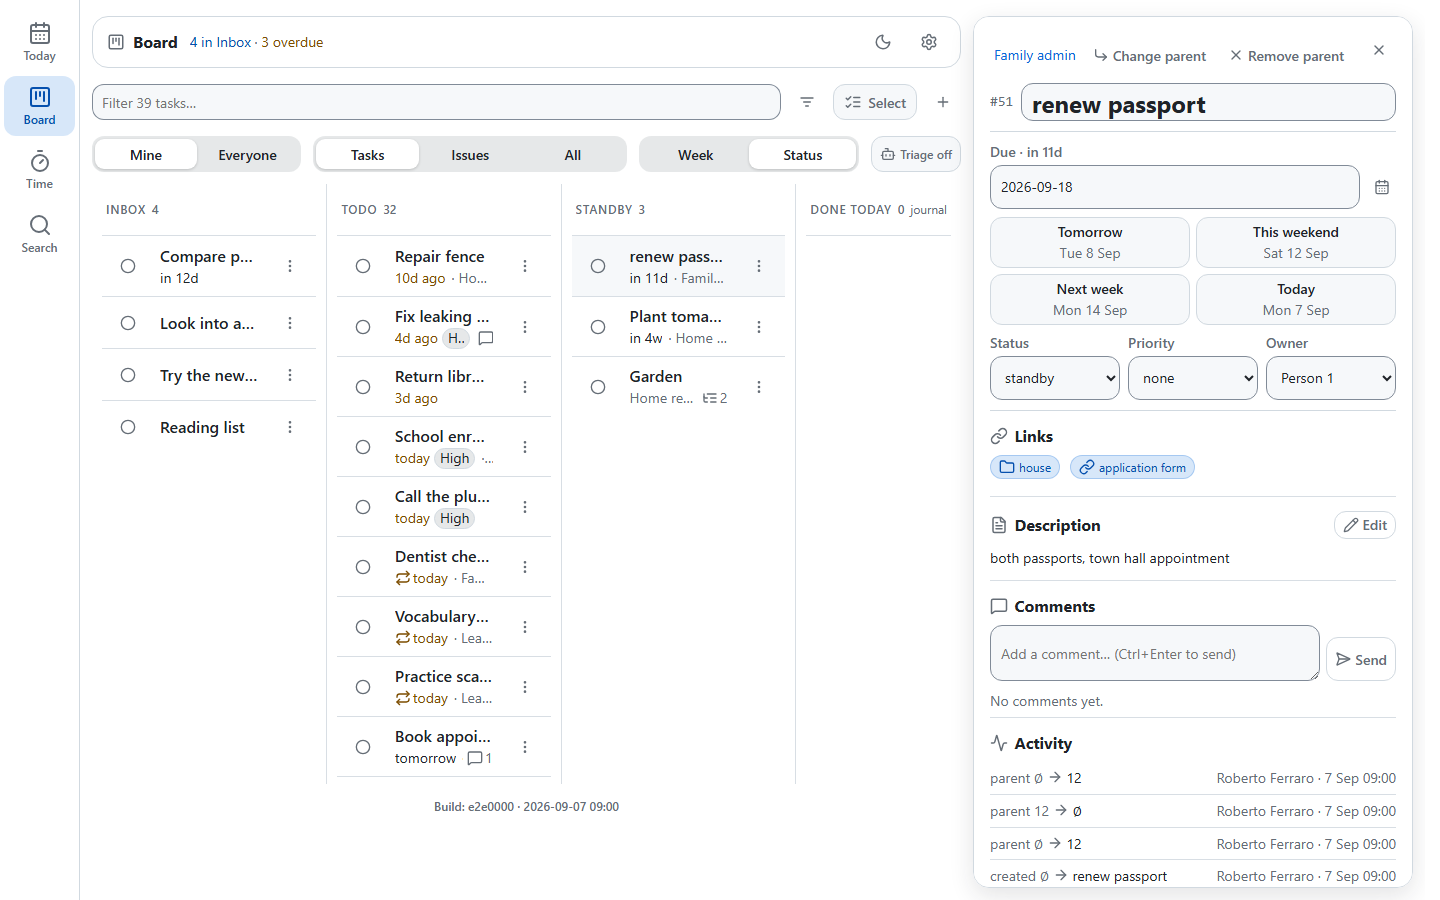 Today
Board
Time
Search
Board 4 in Inbox · 3 overdue
Filter 39 tasks...
Select
Mine Everyone
Tasks Issues All
Week Status
Triage off
INBOX 4
Compare p...
in 12d
Look into a...
Try the new...
Reading list
TODO 32
Repair fence
10d ago · Ho...
Fix leaking ...
4d ago H..
Return libr...
3d ago
School enr...
today High ·...
Call the plu...
today High
Dentist che...
today · Fa...
Vocabulary...
today · Lea...
Practice sca...
today · Lea...
Book appoi...
tomorrow 1
STANDBY 3
renew pass...
in 11d · Famil...
Plant toma...
in 4w · Home ...
Garden
Home re... 2
DONE TODAY 0 journal
Build: e2e0000 · 2026-09-07 09:00
Family admin Change parent Remove parent
#51 renew passport
Due · in 11d
2026-09-18
Tomorrow
Tue 8 Sep
This weekend
Sat 12 Sep
Next week
Mon 14 Sep
Today
Mon 7 Sep
Status Priority Owner
standby none Person 1
Links
house application form
Description Edit
both passports, town hall appointment
Comments
Add a comment... (Ctrl+Enter to send)
Send
No comments yet.
Activity
parent ∅ → 12 Roberto Ferraro · 7 Sep 09:00
parent 12 → ∅ Roberto Ferraro · 7 Sep 09:00
parent ∅ → 12 Roberto Ferraro · 7 Sep 09:00
created ∅ → renew passport Roberto Ferraro · 7 Sep 09:00